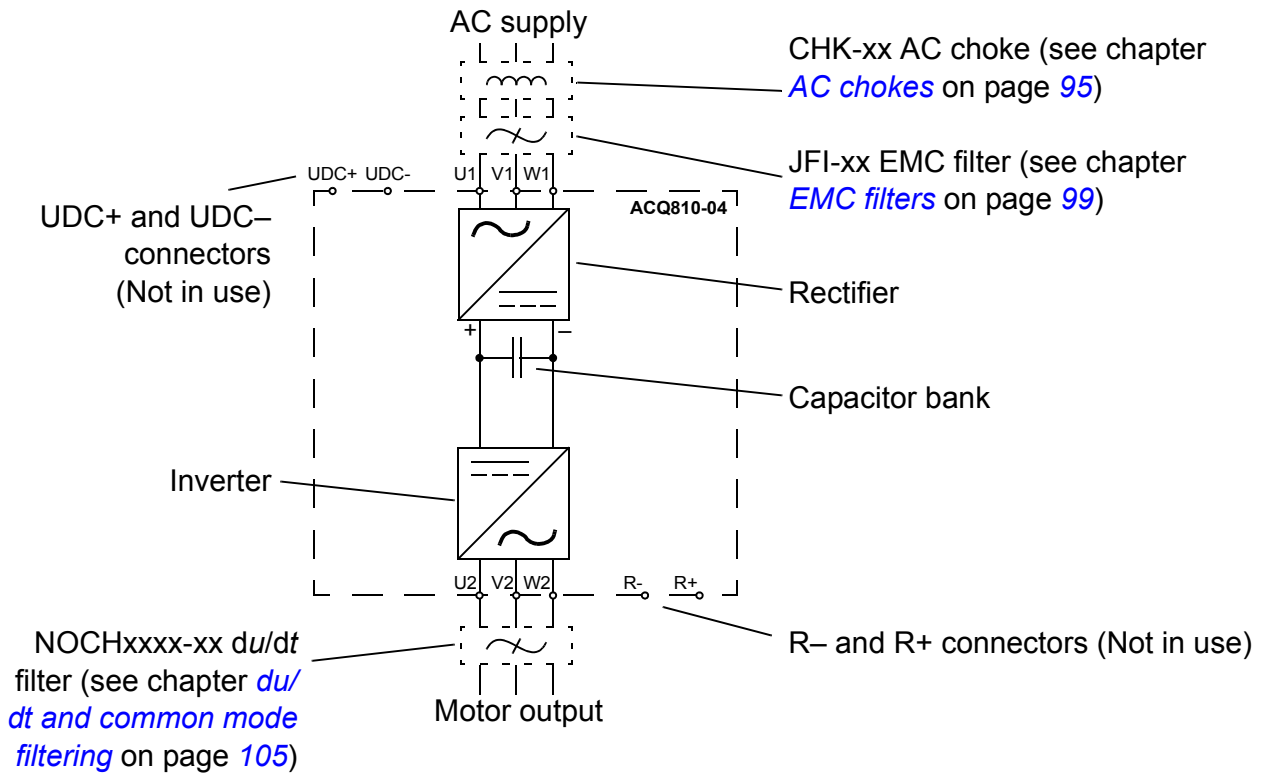 AC supply
CHK-xx AC choke (see chapter
AC chokes on page 95)
JFI-xx EMC filter (see chapter
EMC filters on page 99)
UDC+ UDC-
U1 V1 W1
ACQ810-04
UDC+ and UDC–
connectors
(Not in use)
Rectifier
+ –
Capacitor bank
Inverter
U2 V2 W2
R- R+
R– and R+ connectors (Not in use)
NOCHxxxx-xx du/dt
filter (see chapter du/
dt and common mode
filtering on page 105)
Motor output